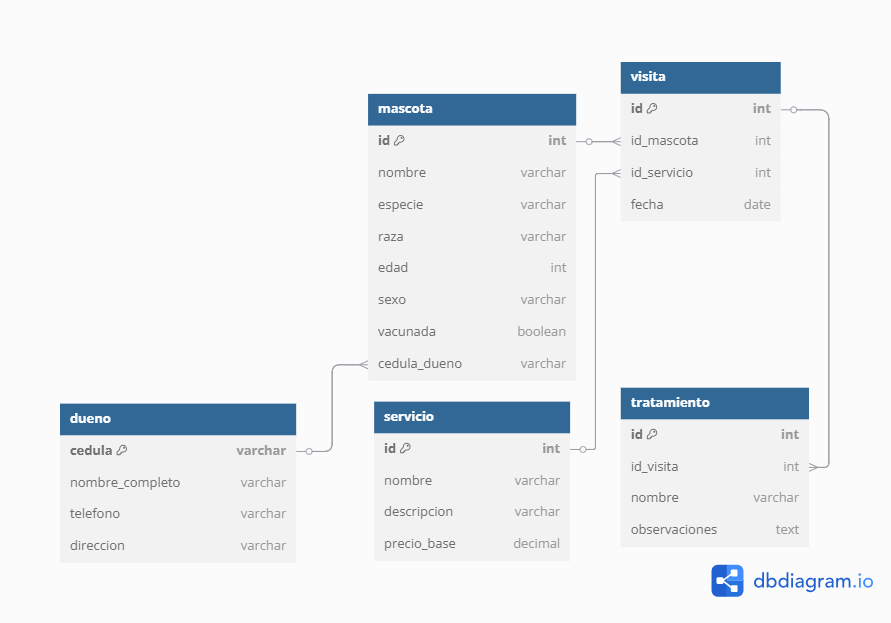 visita
id int
id_mascota int
id_servicio int
fecha date
mascota
id int
nombre varchar
especie varchar
raza varchar
edad int
sexo varchar
vacunada boolean
cedula_dueno varchar
dueno
cedula varchar
nombre_completo varchar
telefono varchar
direccion varchar
servicio
id int
nombre varchar
descripcion varchar
precio_base decimal
tratamiento
id int
id_visita int
nombre varchar
observaciones text
dbdiagram.io